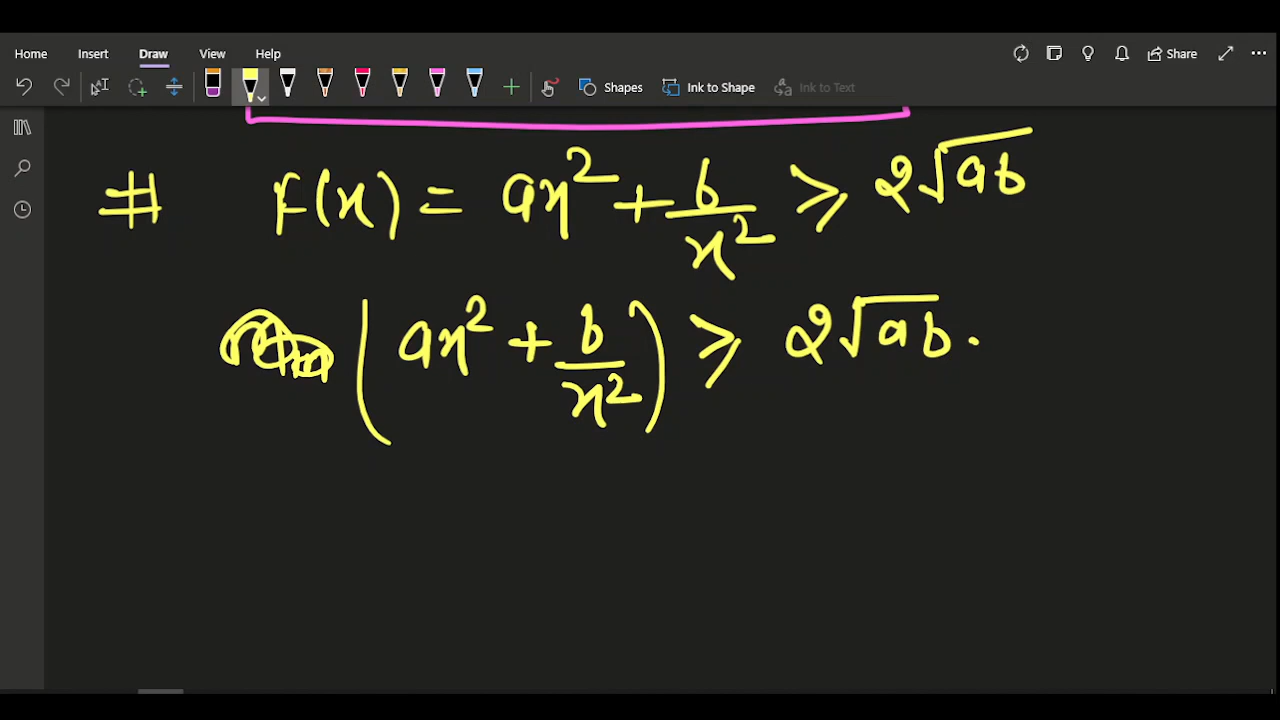 Home Insert Draw View Help Share
Shapes Ink to Shape Ink to Text
# F(x) = ax² + b/x² ⩾ 2√ab
(ax² + b/x²) ⩾ 2√ab.